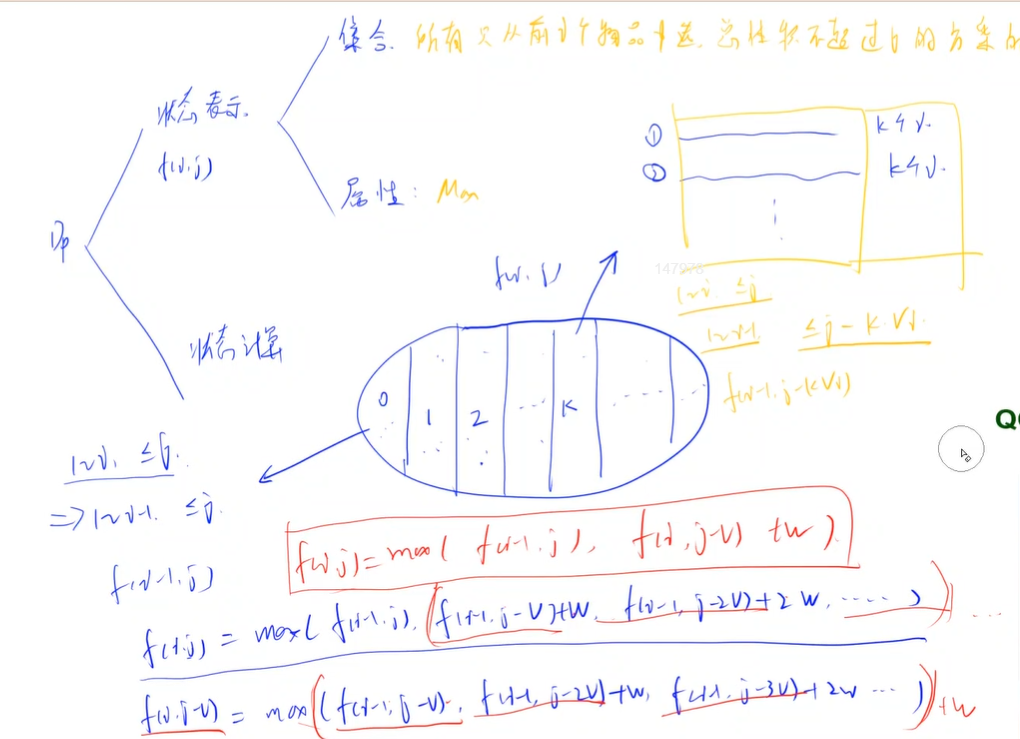 集合. 所有只从前i个物品中选, 总体积不超过j的方案的
状态表示
f(i,j)
属性: Max
DP
状态计算
① k个i.
② k个i.
f(i,j)
147978
1~i ≤j
1~i-1 ≤j-k·Vi
f(i-1, j-kVi)
0 1 2 ... k ......
1~i, ≤j.
=> 1~i-1. ≤j.
f(i-1,j)
f(i,j)=max( f(i-1,j), f(i,j-V)+w )
f(i,j) = max( f(i-1,j), f(i-1,j-V)+W, f(i-1,j-2V)+2W, ..... ) ...
f(i,j-V) = max( f(i-1,j-V), f(i-1,j-2V)+W, f(i-1,j-3V)+2W ... )+W